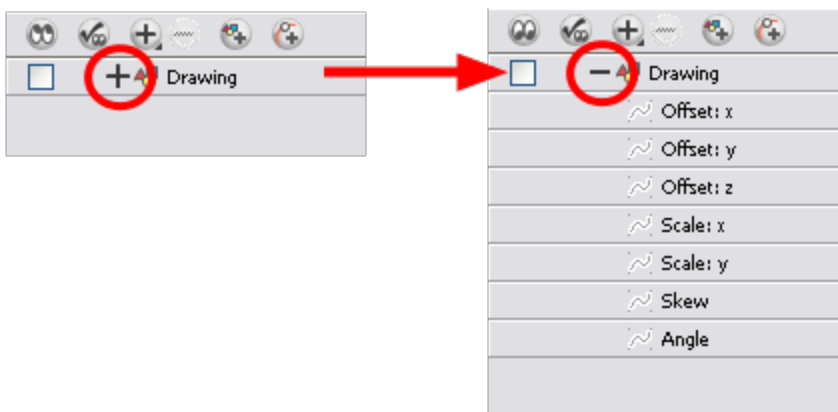 Drawing
Drawing
Offset: x
Offset: y
Offset: z
Scale: x
Scale: y
Skew
Angle